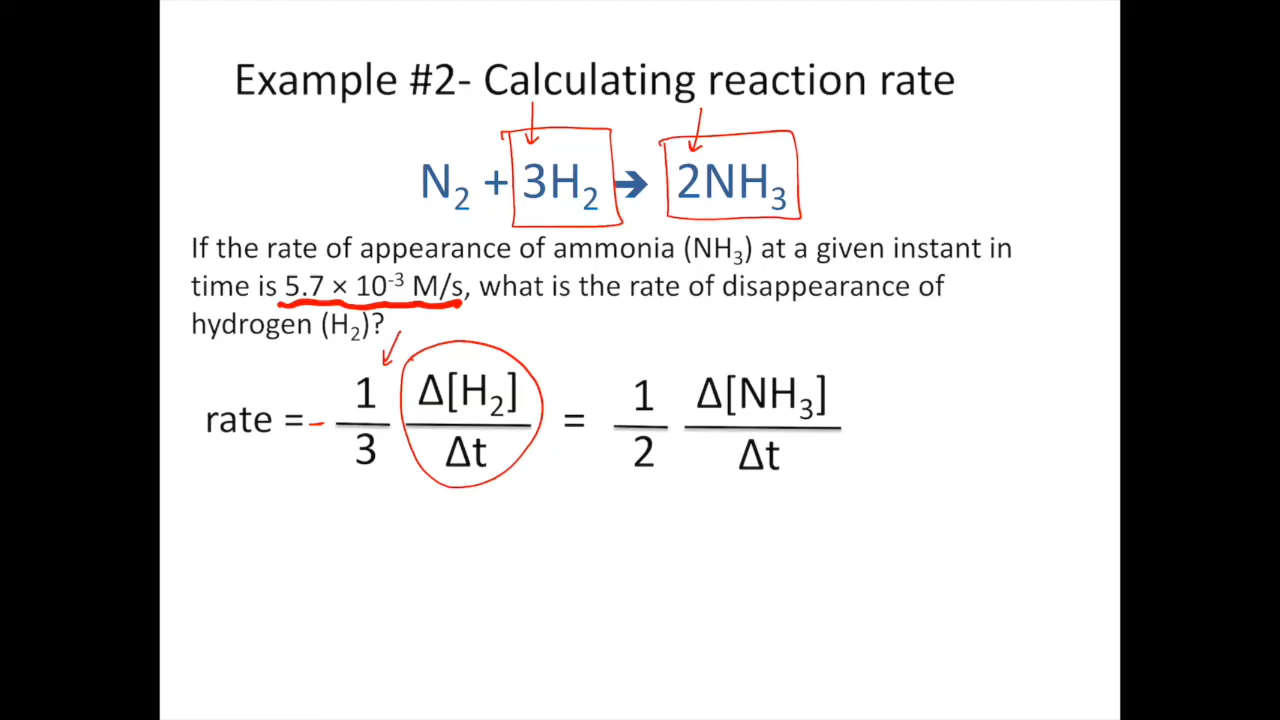 Example #2- Calculating reaction rate
N₂ + 3H₂ → 2NH₃
If the rate of appearance of ammonia (NH₃) at a given instant in
time is 5.7 × 10⁻³ M/s, what is the rate of disappearance of
hydrogen (H₂)?
rate = - 1/3 Δ[H₂]/Δt = 1/2 Δ[NH₃]/Δt